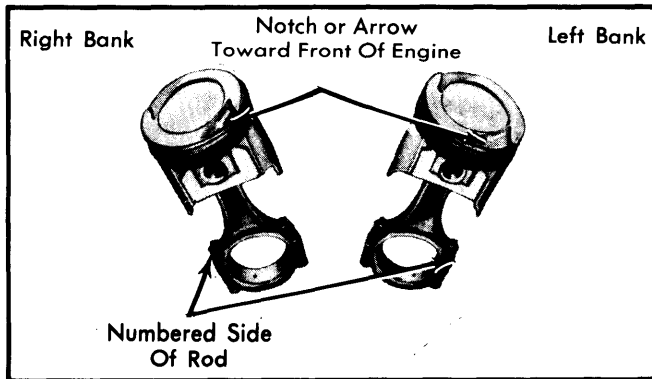 Right Bank
Notch or Arrow
Toward Front Of Engine
Left Bank
Numbered Side
Of Rod